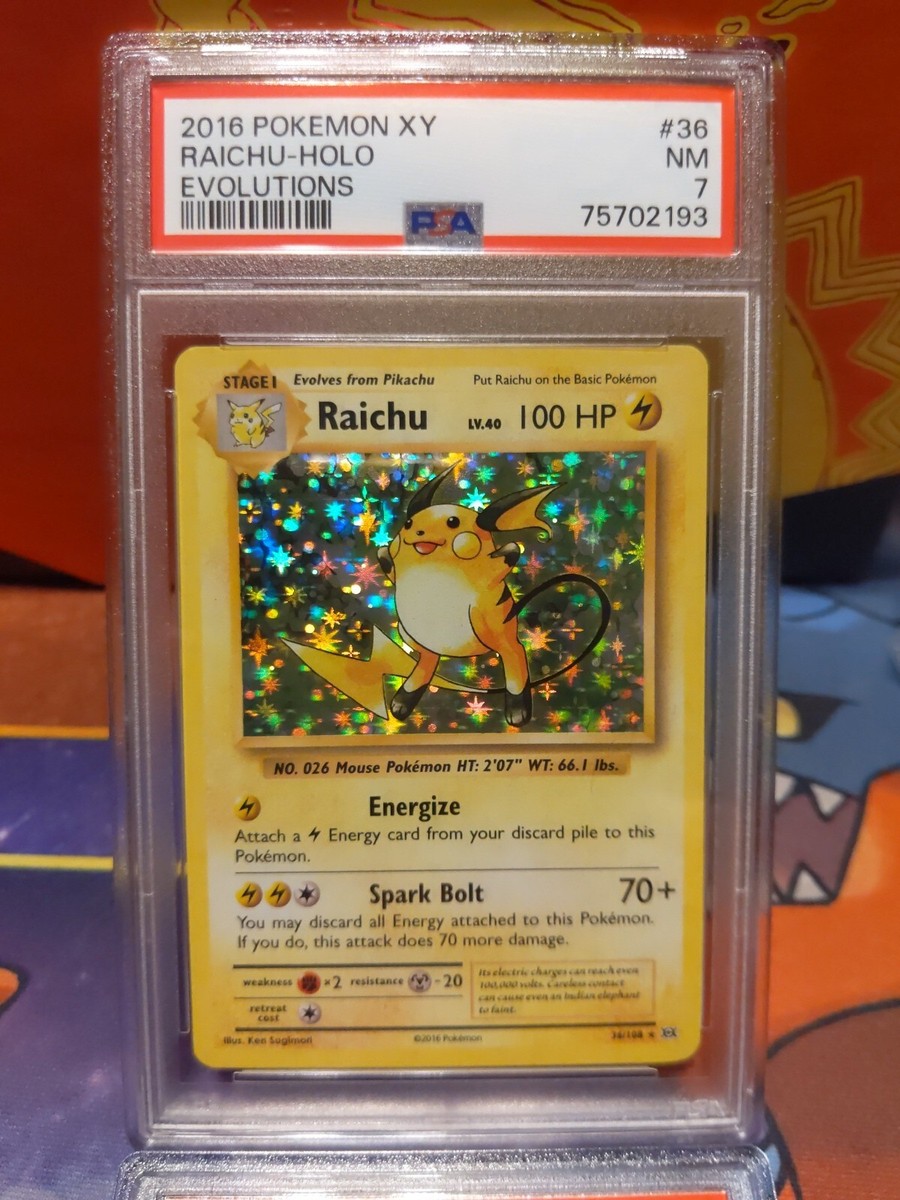 2016 POKEMON XY #36
RAICHU-HOLO NM
EVOLUTIONS 7
PSA 75702193
STAGE 1 Evolves from Pikachu Put Raichu on the Basic Pokémon
Raichu LV.40 100 HP
NO. 026 Mouse Pokémon HT: 2'07" WT: 66.1 lbs.
Energize
Attach a Energy card from your discard pile to this
Pokémon.
Spark Bolt 70+
You may discard all Energy attached to this Pokémon.
If you do, this attack does 70 more damage.
weakness ×2 resistance -20
retreat
cost
Its electric charges can reach even
100,000 volts. Careless contact
can cause even an Indian elephant
to faint.
Illus. Ken Sugimori ©2016 Pokémon 36/108 ★ XY